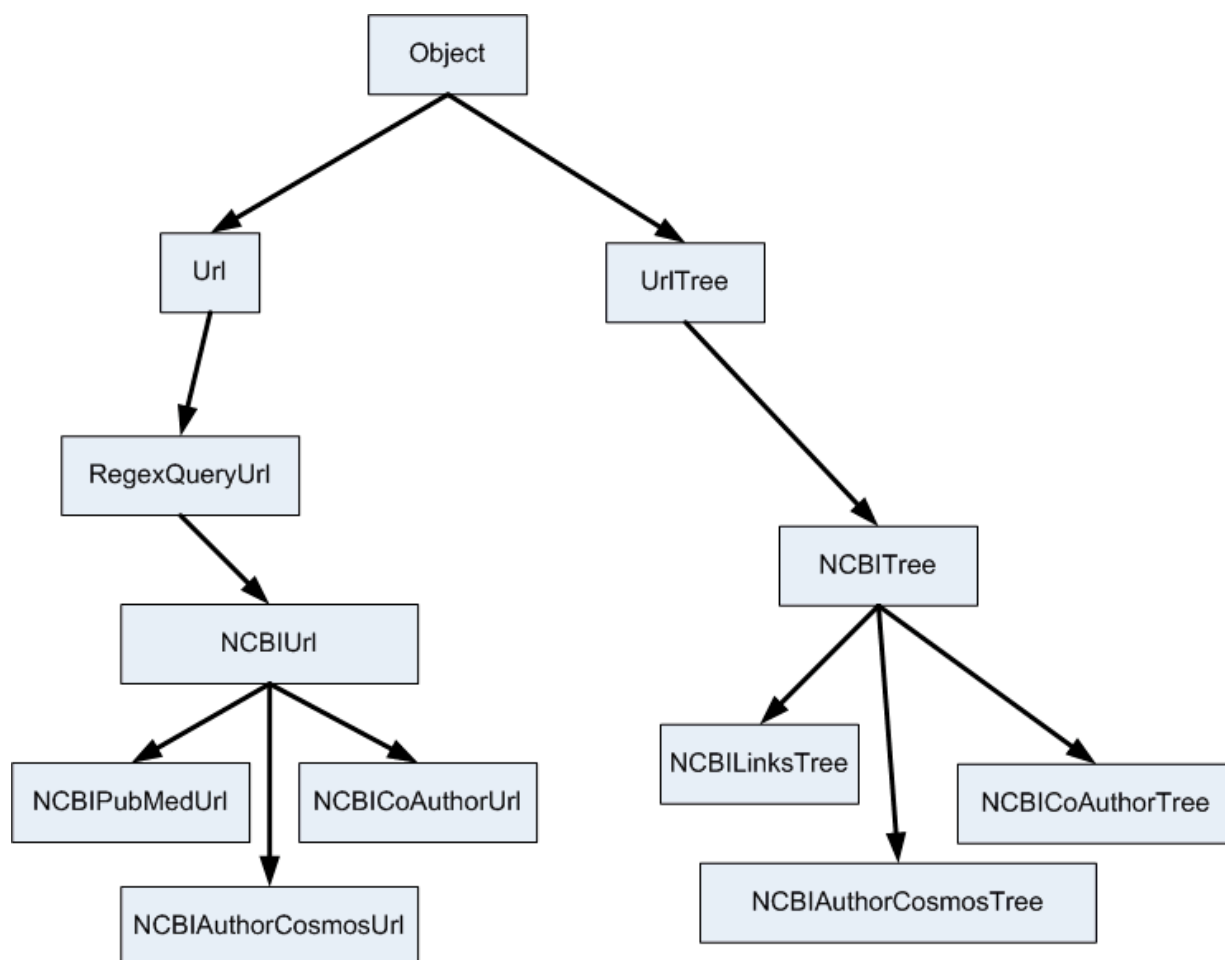 Object
Url
UrlTree
RegexQueryUrl
NCBITree
NCBIUrl
NCBILinksTree
NCBIPubMedUrl
NCBICoAuthorUrl
NCBICoAuthorTree
NCBIAuthorCosmosTree
NCBIAuthorCosmosUrl